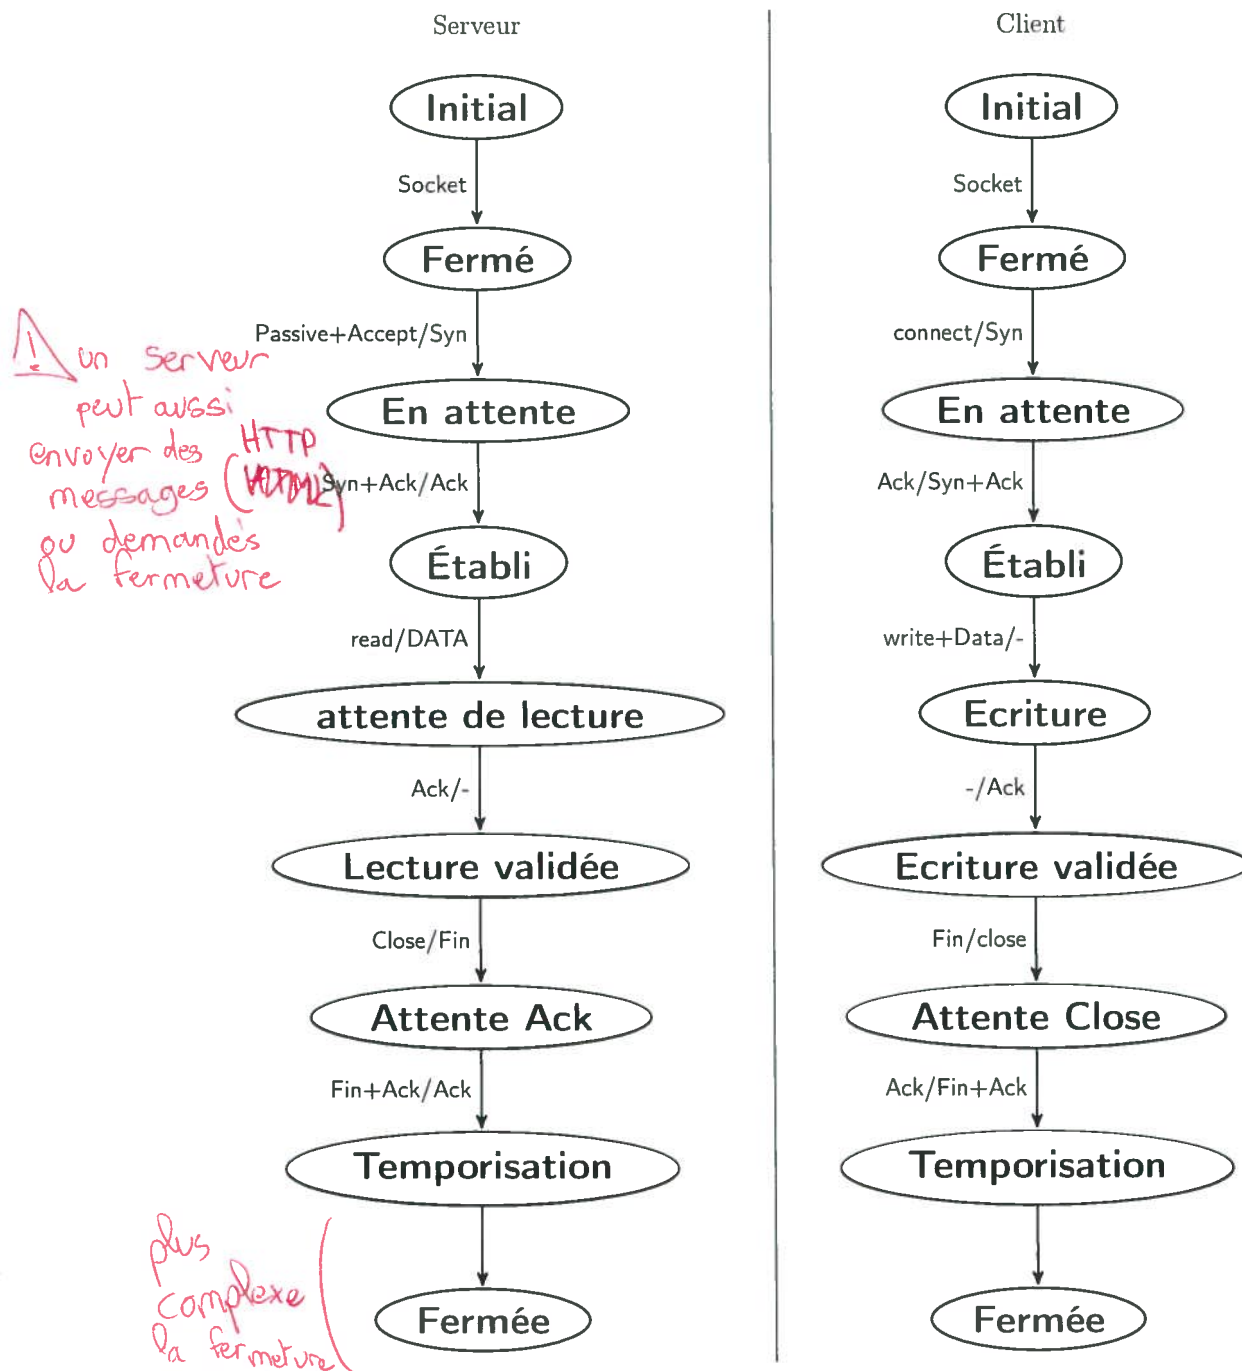 Serveur
Client
Initial
Initial
Socket
Socket
Fermé
Fermé
Passive+Accept/Syn
connect/Syn
un serveur
peut aussi
envoyer des HTTP
messages (
ou demandés
la fermeture
En attente
En attente
Syn+Ack/Ack
Ack/Syn+Ack
Établi
Établi
read/DATA
write+Data/-
attente de lecture
Ecriture
Ack/-
-/Ack
Lecture validée
Ecriture validée
Close/Fin
Fin/close
Attente Ack
Attente Close
Fin+Ack/Ack
Ack/Fin+Ack
Temporisation
Temporisation
plus
complexe
la fermeture
Fermée
Fermée